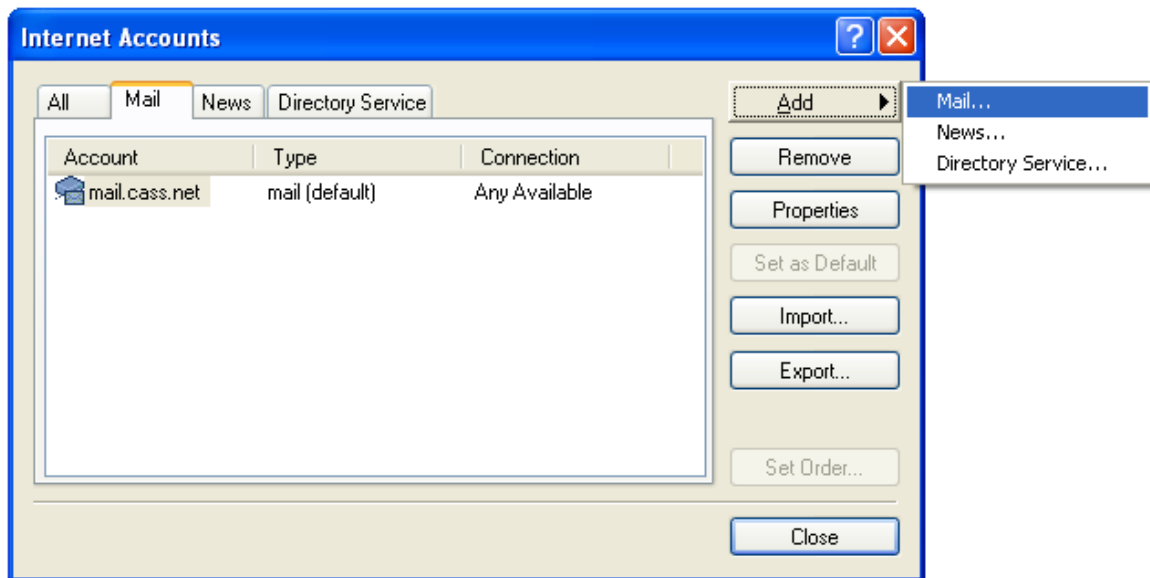 Internet Accounts
All Mail News Directory Service
Add
Mail...
News...
Directory Service...
Account Type Connection
mail.cass.net mail (default) Any Available
Remove
Properties
Set as Default
Import...
Export...
Set Order...
Close